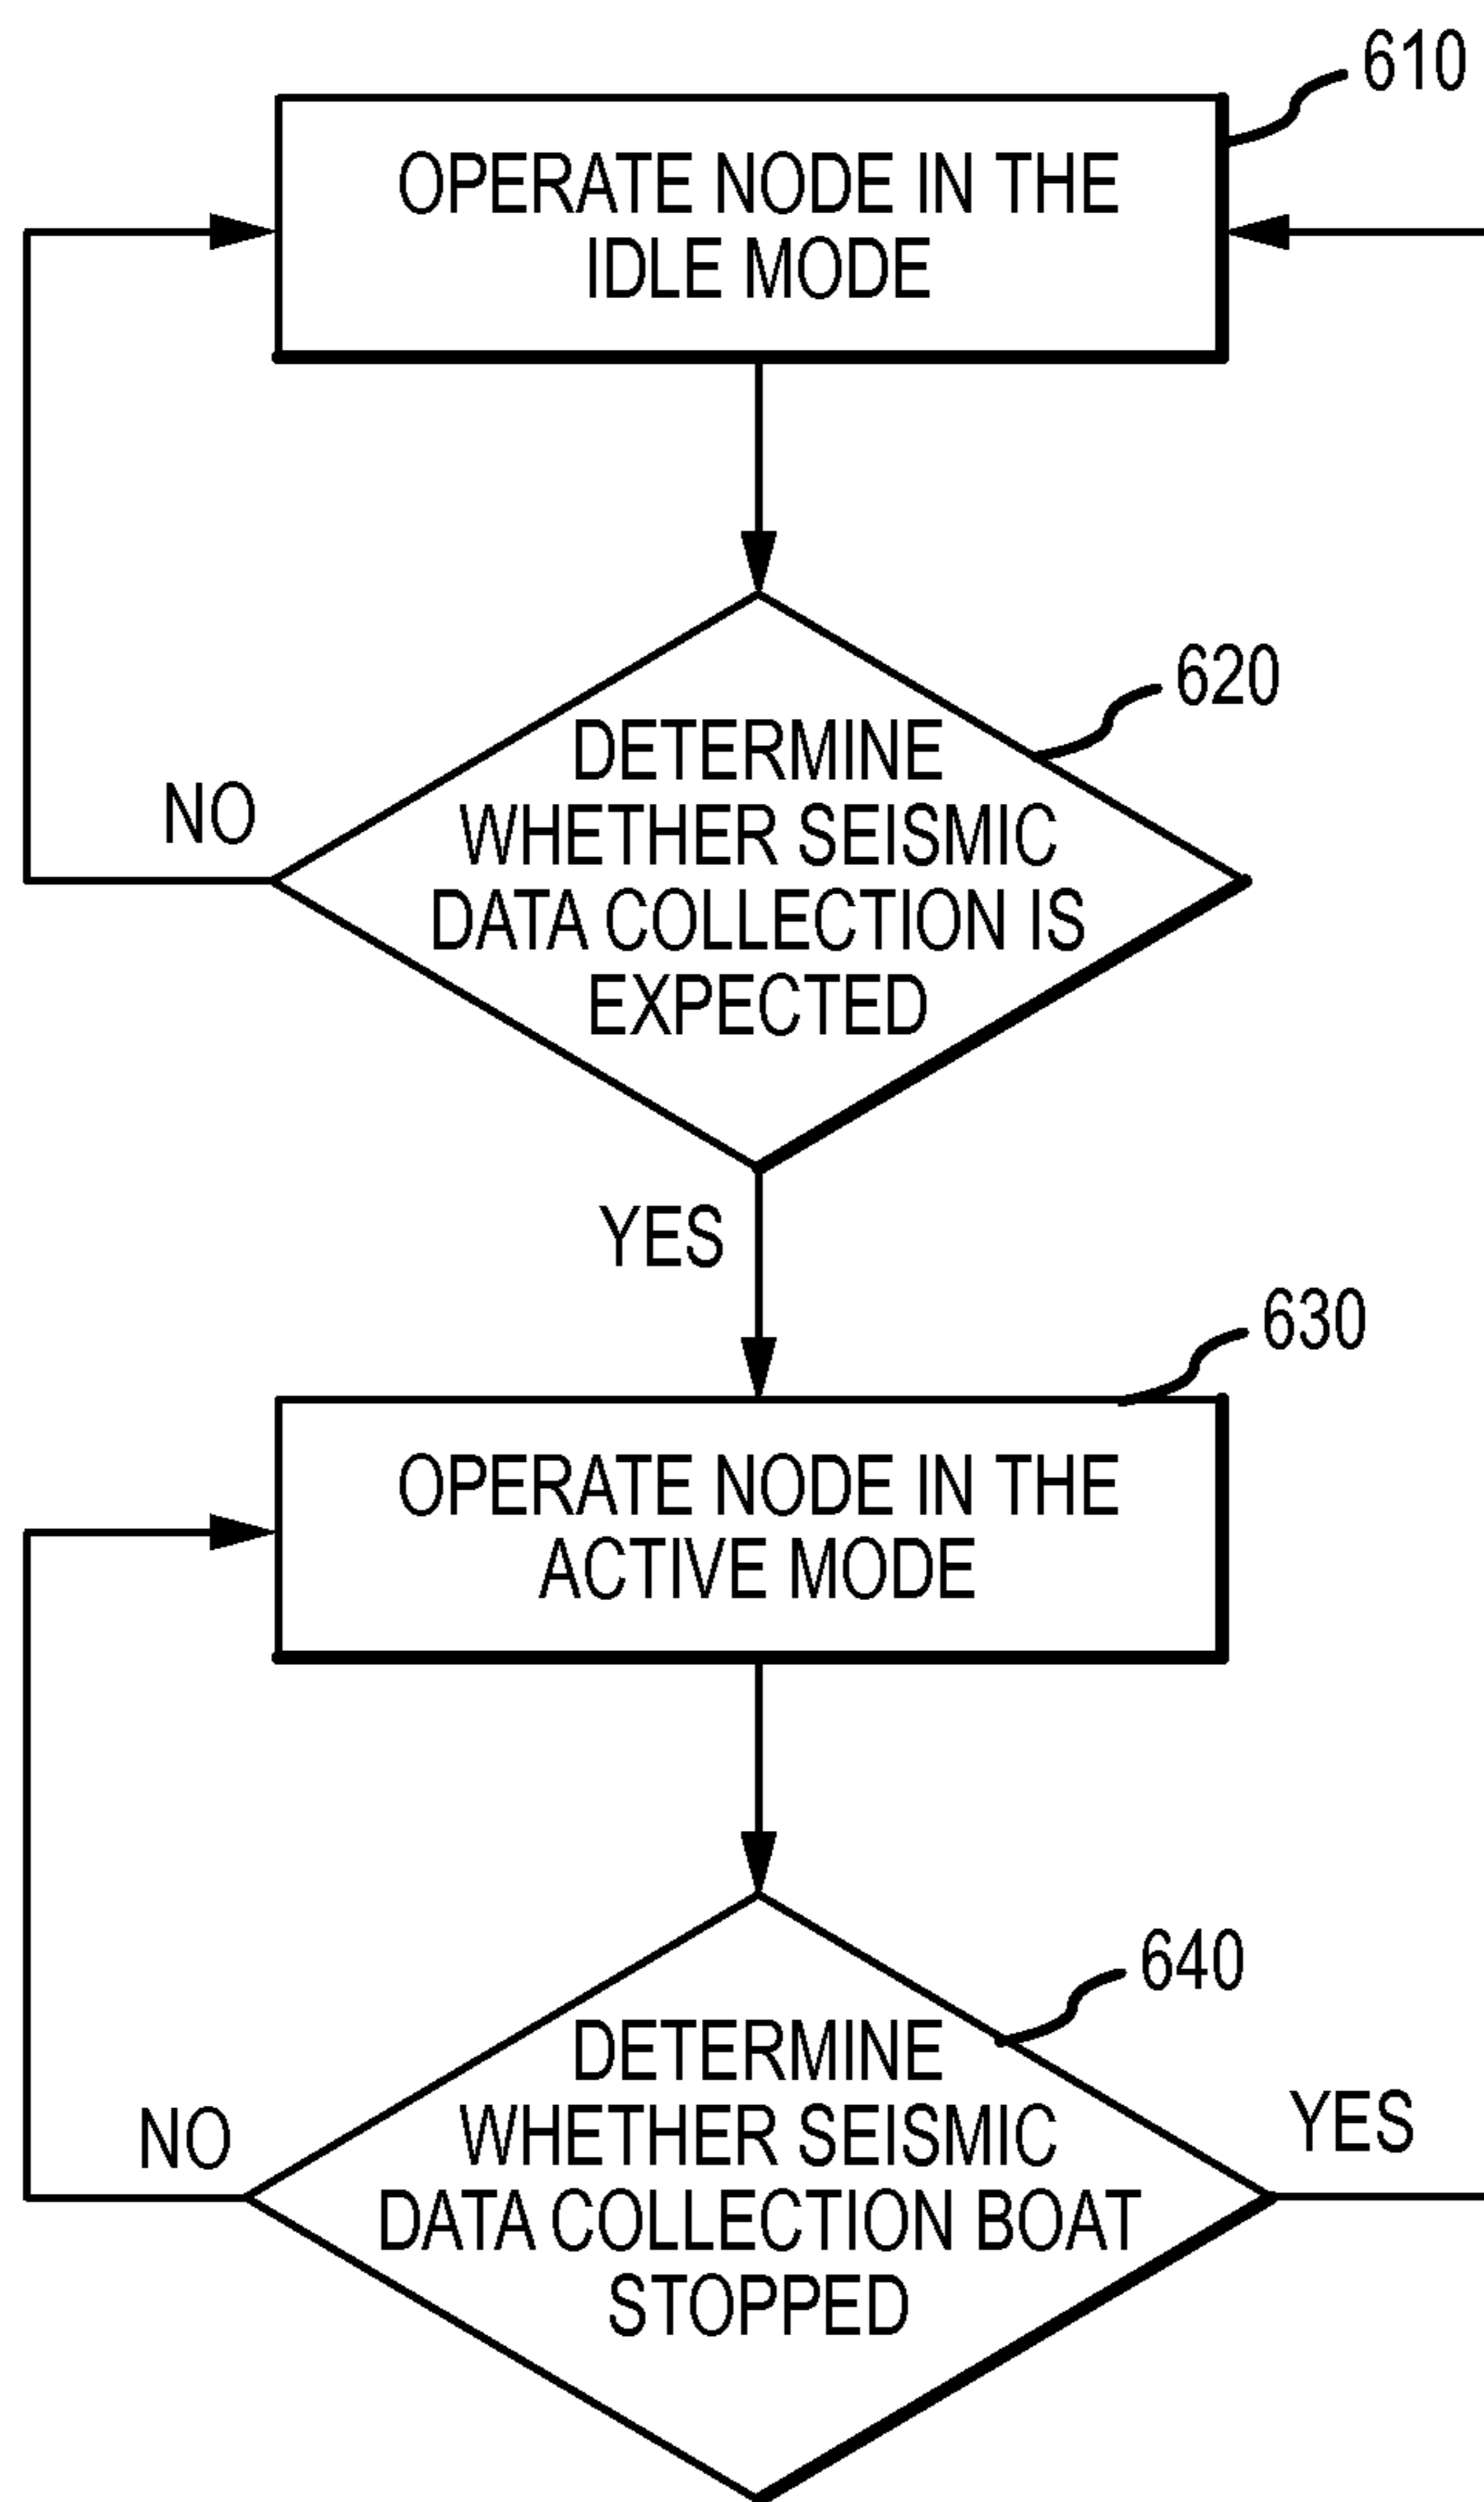 610
OPERATE NODE IN THE
IDLE MODE
620
DETERMINE
WHETHER SEISMIC
DATA COLLECTION IS
EXPECTED
NO
YES
630
OPERATE NODE IN THE
ACTIVE MODE
640
DETERMINE
WHETHER SEISMIC
DATA COLLECTION BOAT
STOPPED
NO
YES